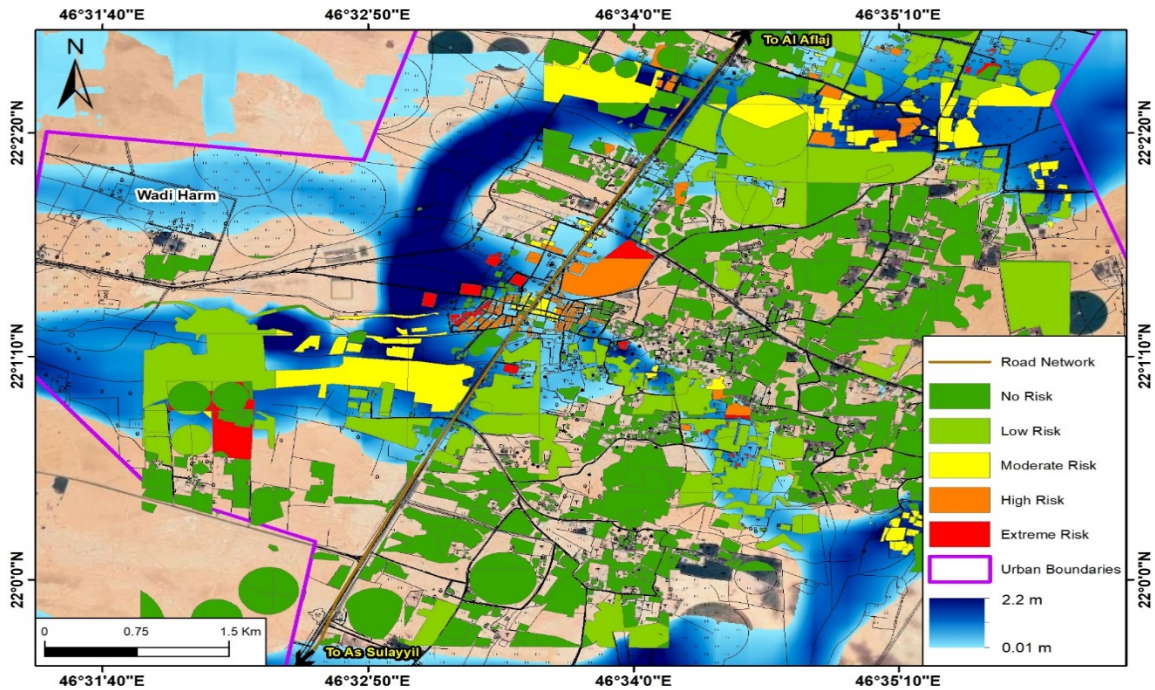 46°31'40"E 46°32'50"E 46°34'0"E 46°35'10"E
N
To Al Aflaj
22°2'20"N 22°2'20"N
Wadi Harm
22°1'10"N 22°1'10"N
Road Network
No Risk
Low Risk
Moderate Risk
High Risk
Extreme Risk
Urban Boundaries
22°0'0"N 22°0'0"N
2.2 m
0.01 m
0 0.75 1.5 Km
To As Sulayyil
46°31'40"E 46°32'50"E 46°34'0"E 46°35'10"E